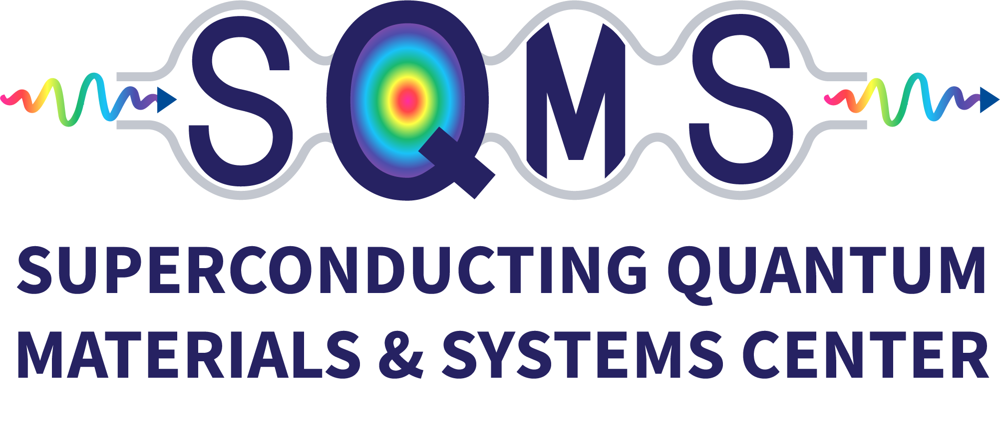 SQMS
SUPERCONDUCTING QUANTUM
MATERIALS & SYSTEMS CENTER